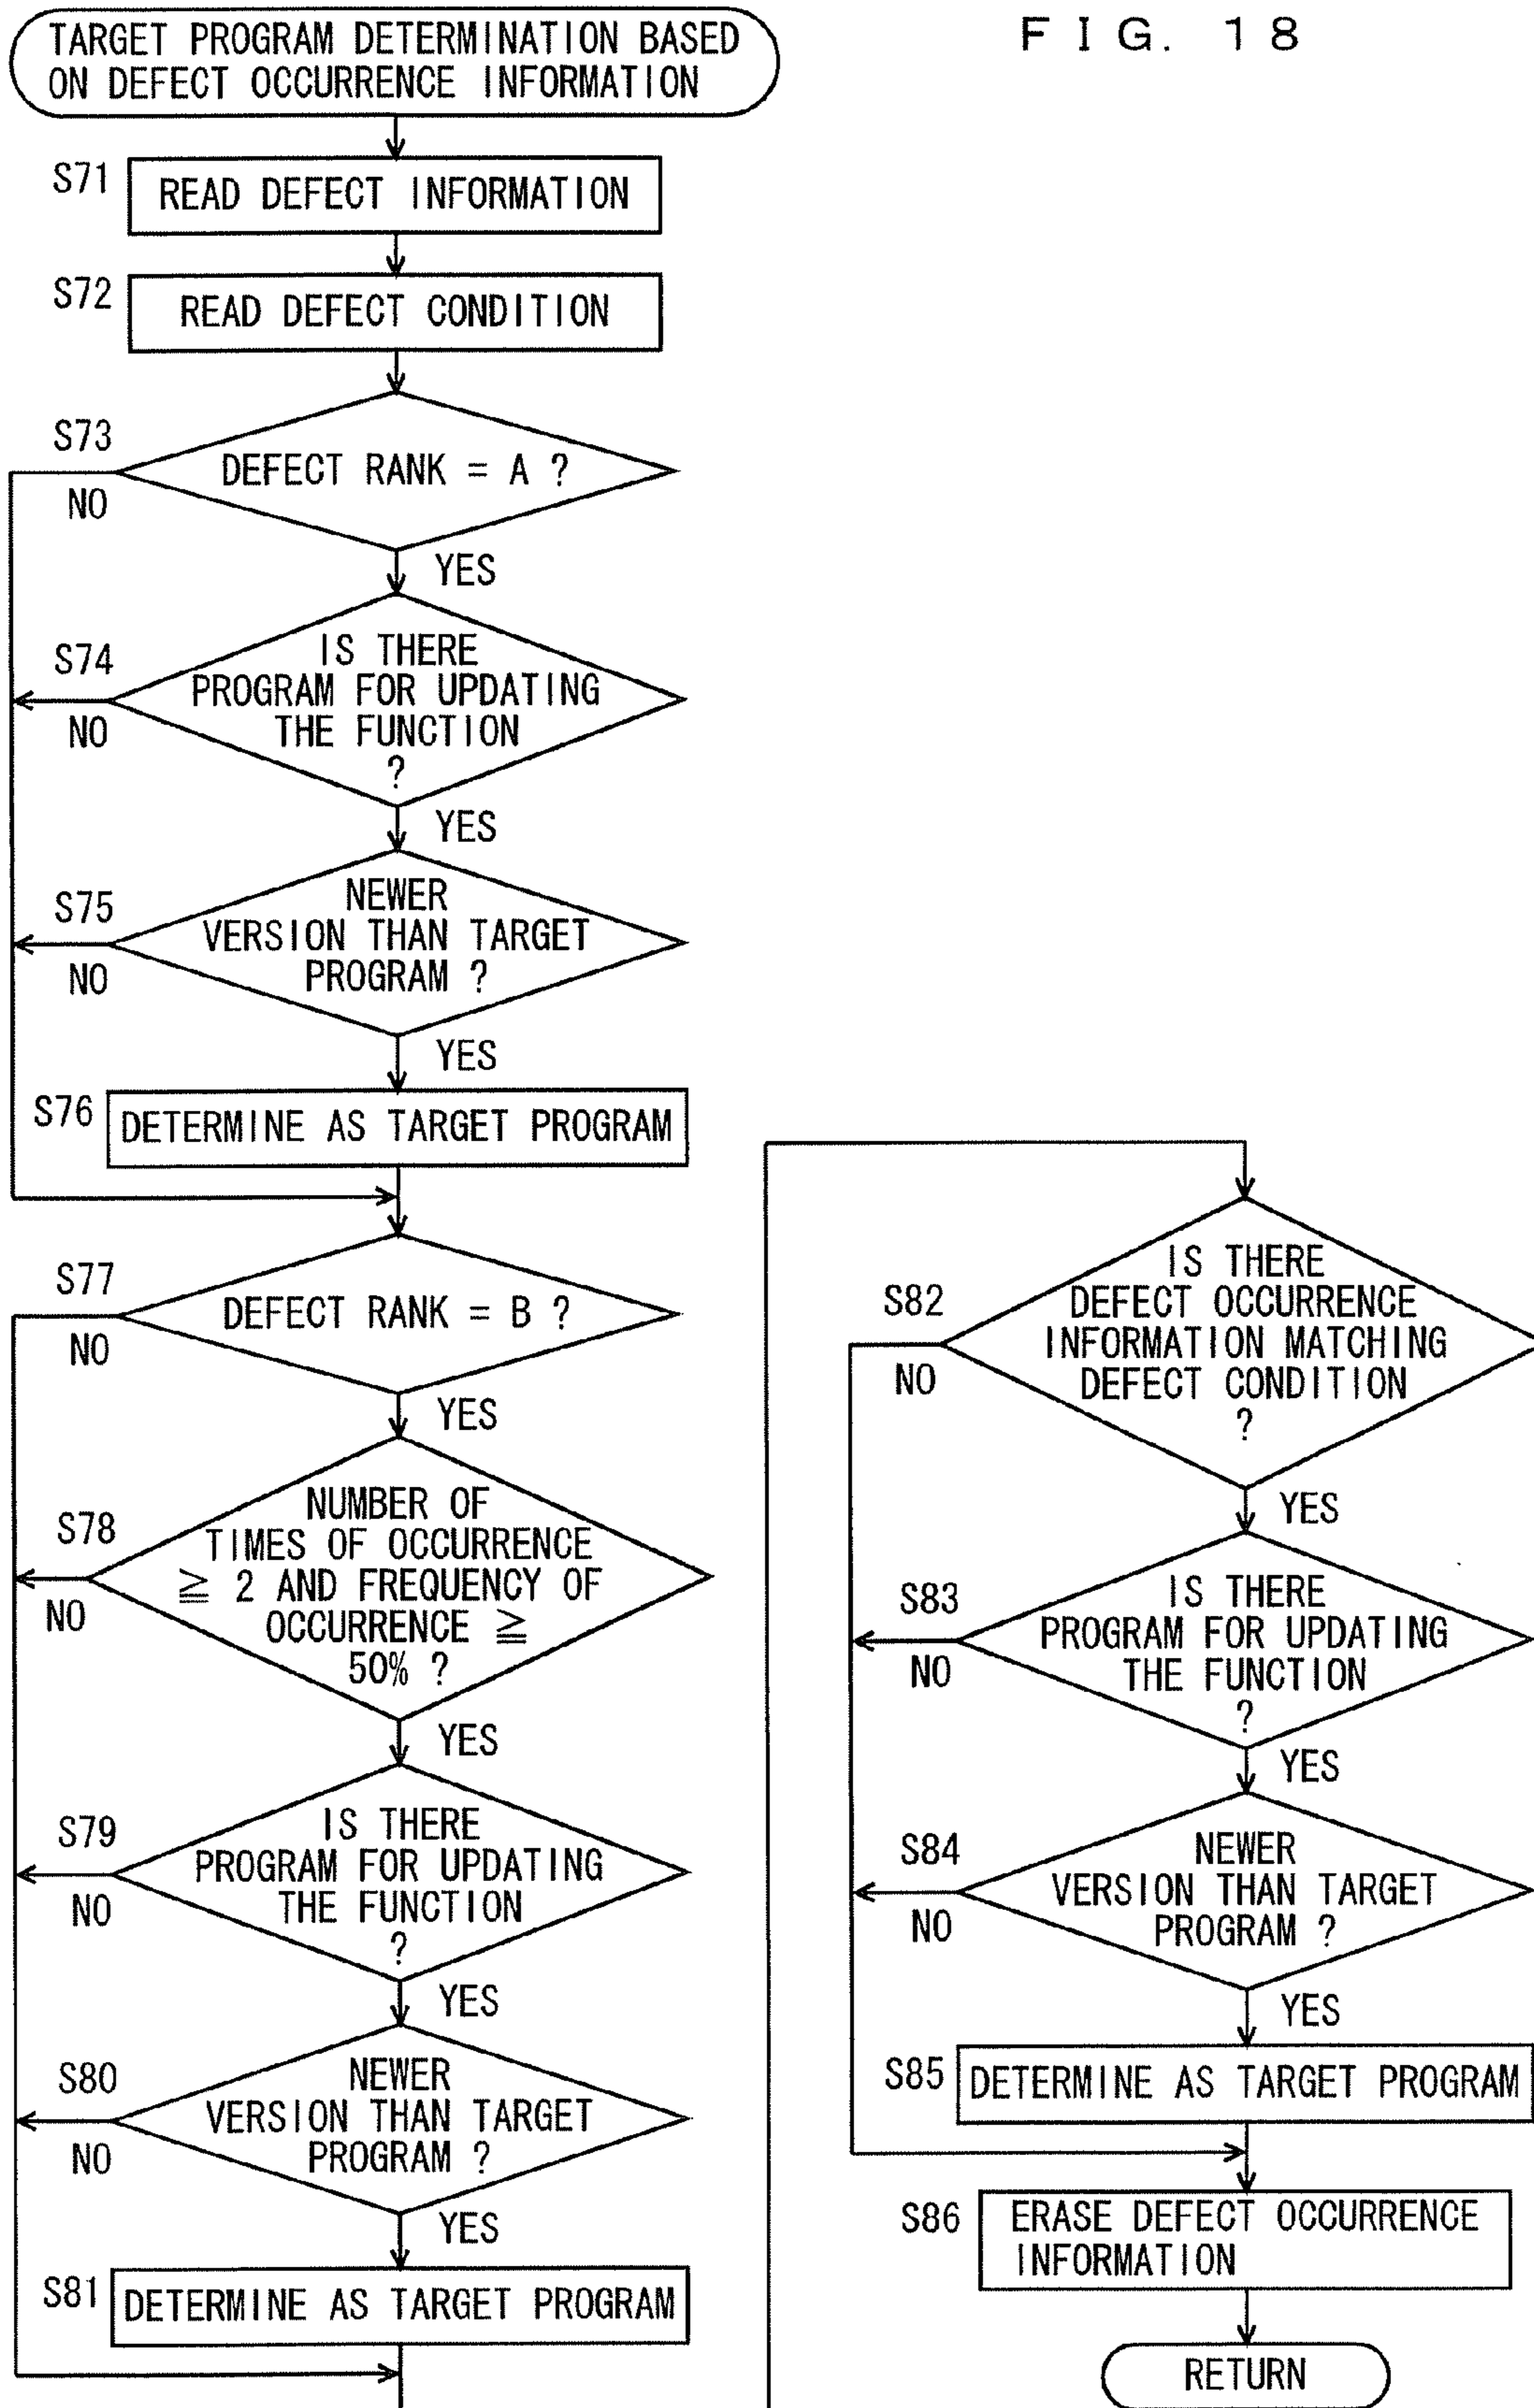 FIG. 18
TARGET PROGRAM DETERMINATION BASED
ON DEFECT OCCURRENCE INFORMATION
S71
READ DEFECT INFORMATION
S72
READ DEFECT CONDITION
S73
DEFECT RANK = A ?
NO
YES
S74
IS THERE
PROGRAM FOR UPDATING
THE FUNCTION
?
NO
YES
S75
NEWER
VERSION THAN TARGET
PROGRAM ?
NO
YES
S76
DETERMINE AS TARGET PROGRAM
S77
DEFECT RANK = B ?
NO
YES
S78
NUMBER OF
TIMES OF OCCURRENCE
≧ 2 AND FREQUENCY OF
OCCURRENCE ≧
50% ?
NO
YES
S79
IS THERE
PROGRAM FOR UPDATING
THE FUNCTION
?
NO
YES
S80
NEWER
VERSION THAN TARGET
PROGRAM ?
NO
YES
S81
DETERMINE AS TARGET PROGRAM
S82
IS THERE
DEFECT OCCURRENCE
INFORMATION MATCHING
DEFECT CONDITION
?
NO
YES
S83
IS THERE
PROGRAM FOR UPDATING
THE FUNCTION
?
NO
YES
S84
NEWER
VERSION THAN TARGET
PROGRAM ?
NO
YES
S85
DETERMINE AS TARGET PROGRAM
S86
ERASE DEFECT OCCURRENCE
INFORMATION
RETURN